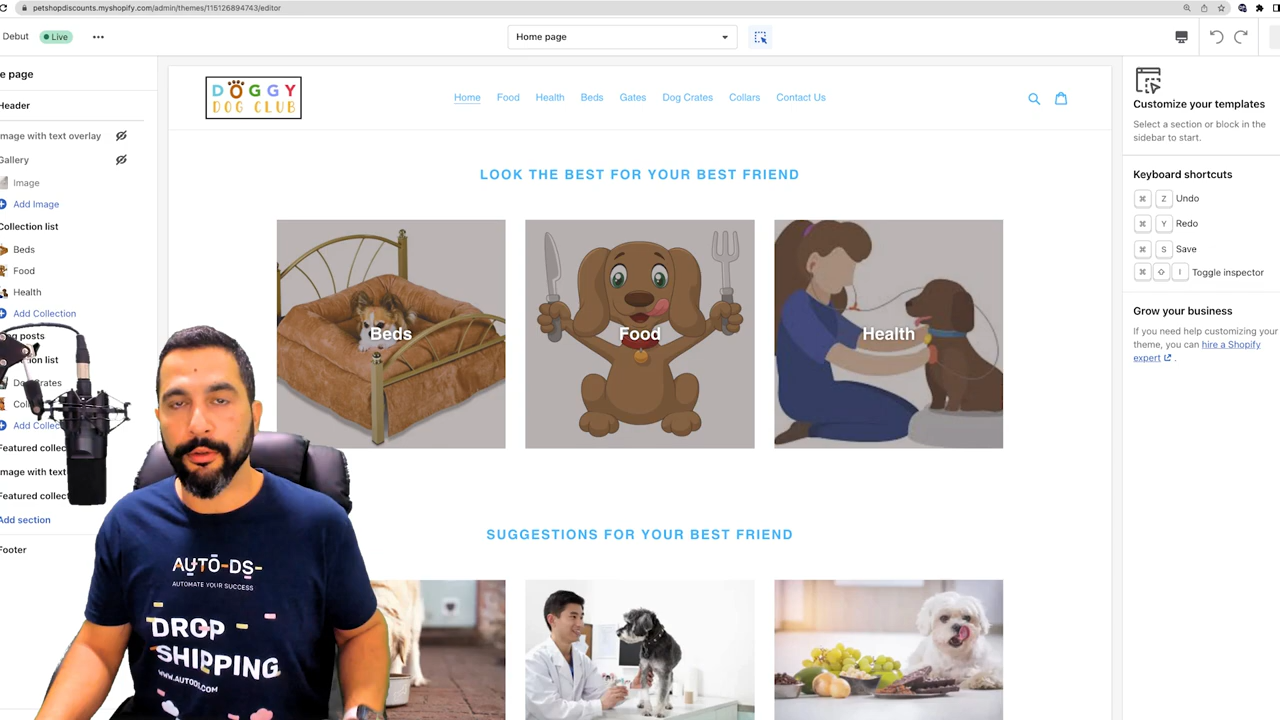 petshopdiscounts.myshopify.com/admin/themes/115126894743/editor
Debut
Live
Home page
e page
Header
mage with text overlay
Gallery
Image
Add Image
Collection list
Beds
Food
Health
Add Collection
posts
on list
Featured collec
mage with text
Featured collec
Add section
Footer
DOGGY
DOG CLUB
Home
Food
Health
Beds
Gates
Dog Crates
Collars
Contact Us
LOOK THE BEST FOR YOUR BEST FRIEND
Beds
Food
Health
SUGGESTIONS FOR YOUR BEST FRIEND
Customize your templates
Select a section or block in the
sidebar to start.
Keyboard shortcuts
⌘ Z Undo
⌘ Y Redo
⌘ S Save
⌘ ⇧ I Toggle inspector
Grow your business
If you need help customizing your
theme, you can hire a Shopify
expert .
AUTO-DS-
AUTOMATE YOUR SUCCESS
DROP
SHIPPING